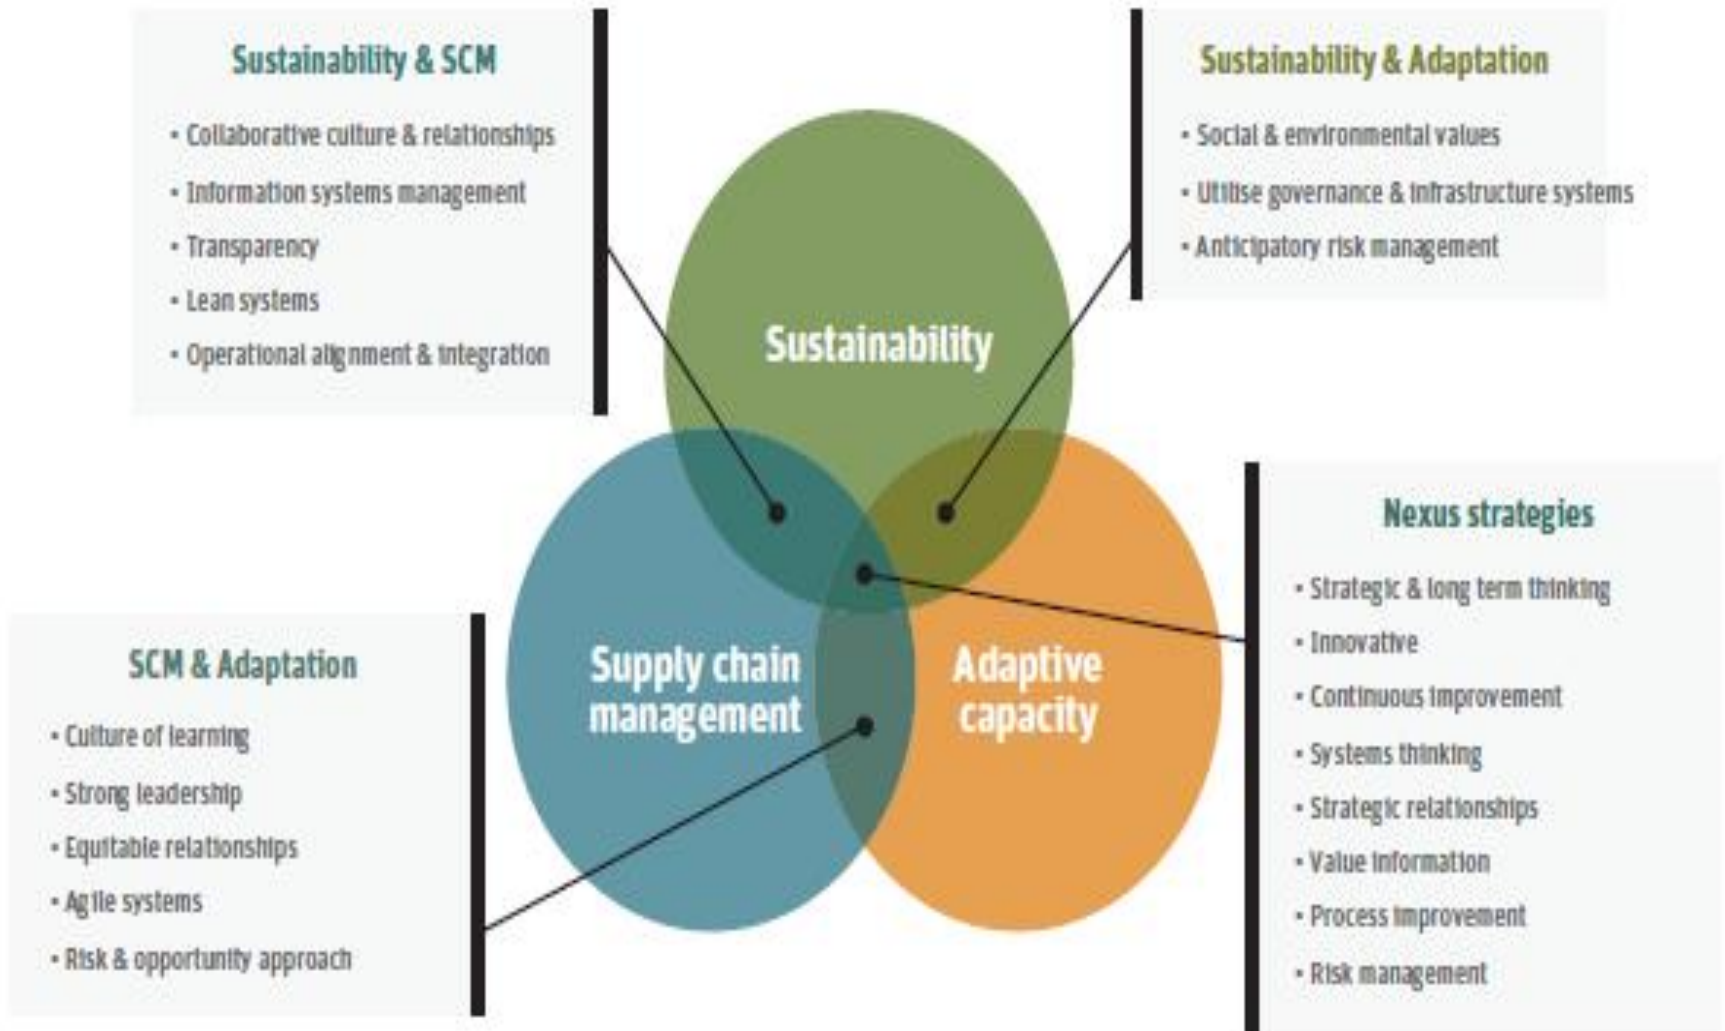 Sustainability & SCM
• Collaborative culture & relationships
• Information systems management
• Transparency
• Lean systems
• Operational alignment & integration
Sustainability & Adaptation
• Social & environmental values
• Utilise governance & infrastructure systems
• Anticipatory risk management
Sustainability
Supply chain
management
Adaptive
capacity
SCM & Adaptation
• Culture of learning
• Strong leadership
• Equitable relationships
• Agile systems
• Risk & opportunity approach
Nexus strategies
• Strategic & long term thinking
• Innovative
• Continuous improvement
• Systems thinking
• Strategic relationships
• Value information
• Process improvement
• Risk management